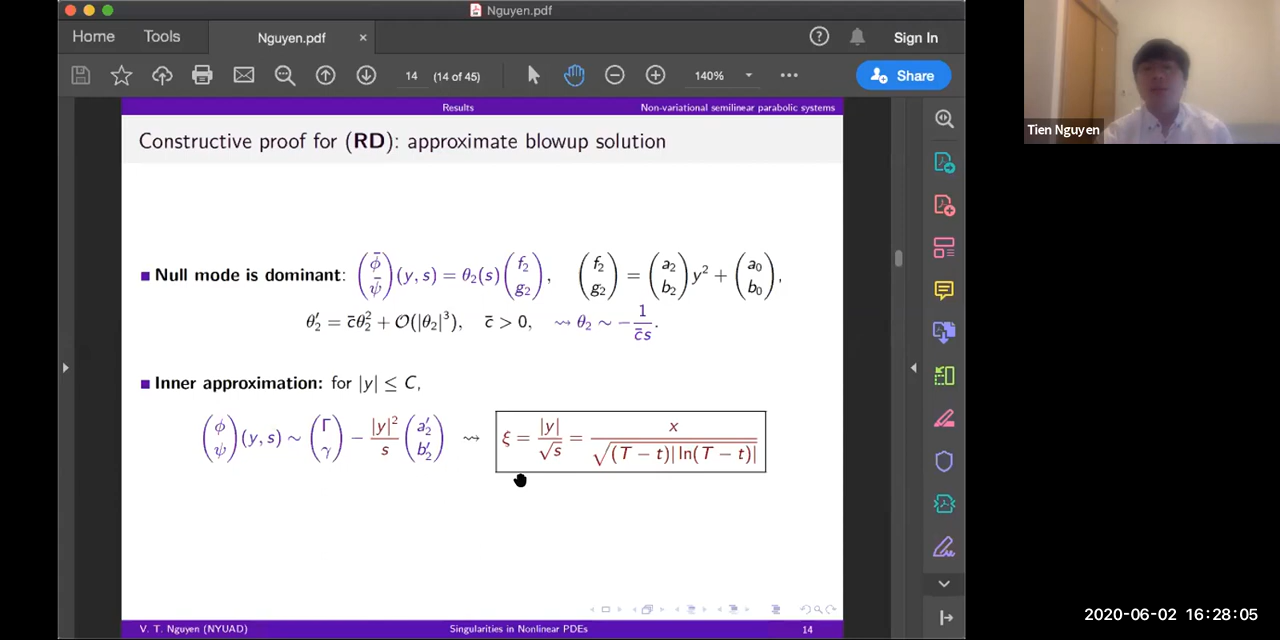 Nguyen.pdf
Home Tools Nguyen.pdf × Sign In
14 (14 of 45) 140% Share
Results Non-variational semilinear parabolic systems
Constructive proof for (RD): approximate blowup solution
Null mode is dominant: (ϕ̄ ψ̄)(y, s) = θ₂(s)(f₂ g₂), (f₂ g₂) = (a₂ b₂)y² + (a₀ b₀),
θ₂′ = c̄θ₂² + O(|θ₂|³), c̄ > 0, ⇝ θ₂ ∼ −1/c̄s.
Inner approximation: for |y| ≤ C,
(ϕ ψ)(y, s) ∼ (Γ γ) − |y|²/s (a₂′ b₂′) ⇝ ξ = |y|/√s = x/√(T − t)|ln(T − t)|
V. T. Nguyen (NYUAD) Singularities in Nonlinear PDEs 14
Tien Nguyen
2020-06-02 16:28:05